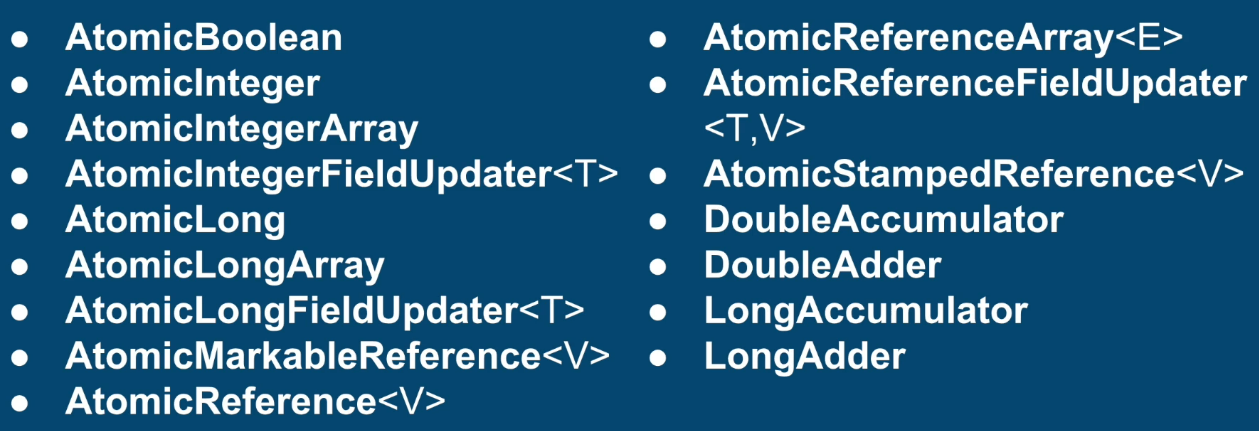 ● AtomicBoolean
● AtomicInteger
● AtomicIntegerArray
● AtomicIntegerFieldUpdater<T>
● AtomicLong
● AtomicLongArray
● AtomicLongFieldUpdater<T>
● AtomicMarkableReference<V>
● AtomicReference<V>
● AtomicReferenceArray<E>
● AtomicReferenceFieldUpdater
<T,V>
● AtomicStampedReference<V>
● DoubleAccumulator
● DoubleAdder
● LongAccumulator
● LongAdder